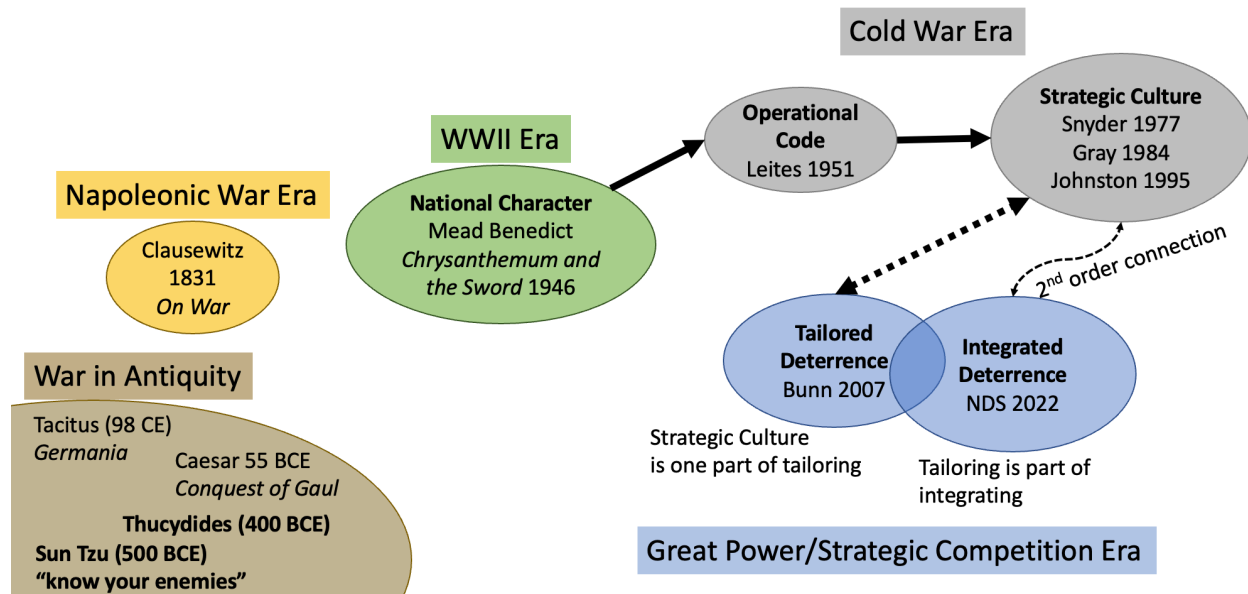 Cold War Era
Strategic Culture
Snyder 1977
Gray 1984
Johnston 1995
Operational
Code
Leites 1951
WWII Era
National Character
Mead Benedict
Chrysanthemum and
the Sword 1946
Napoleonic War Era
Clausewitz
1831
On War
2nd order connection
Tailored
Deterrence
Bunn 2007
Integrated
Deterrence
NDS 2022
Strategic Culture
is one part of tailoring
Tailoring is part of
integrating
War in Antiquity
Tacitus (98 CE)
Germania
Caesar 55 BCE
Conquest of Gaul
Thucydides (400 BCE)
Sun Tzu (500 BCE)
“know your enemies”
Great Power/Strategic Competition Era